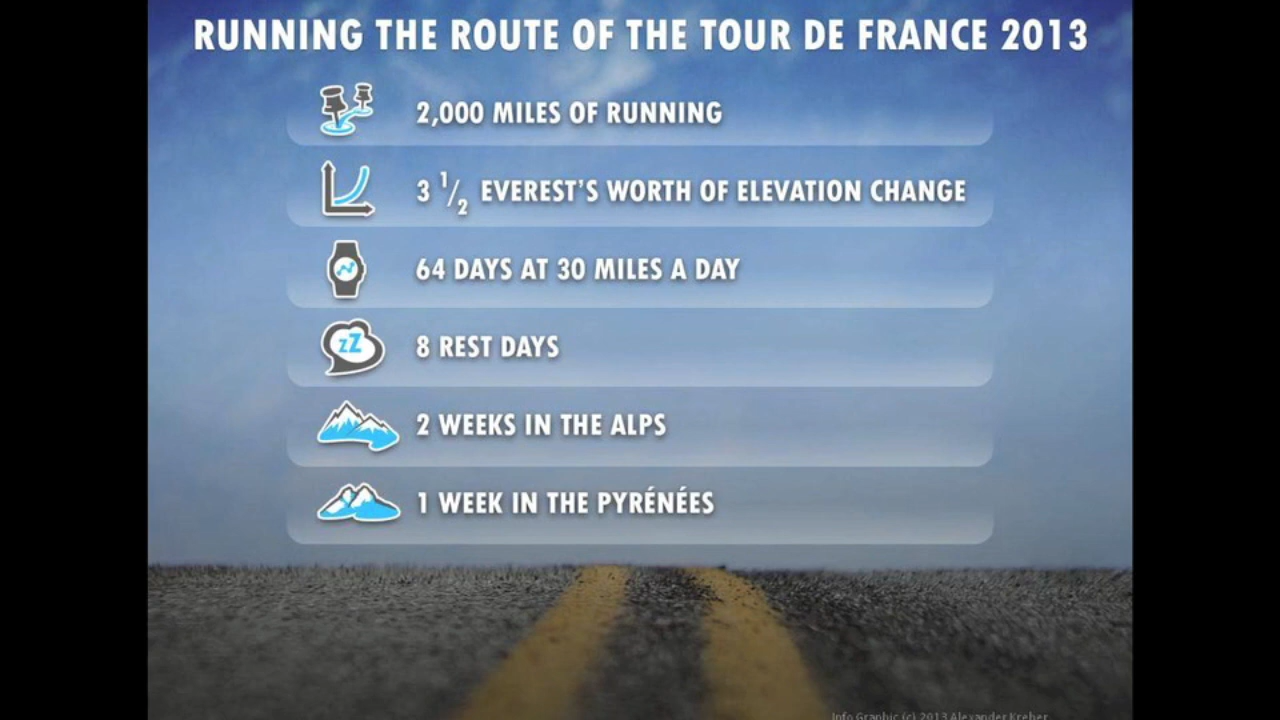 RUNNING THE ROUTE OF THE TOUR DE FRANCE 2013
2,000 MILES OF RUNNING
3 1/2 EVEREST'S WORTH OF ELEVATION CHANGE
64 DAYS AT 30 MILES A DAY
zZ
8 REST DAYS
2 WEEKS IN THE ALPS
1 WEEK IN THE PYRÉNÉES
Info Graphic (c) 2013 Alexander Kreher